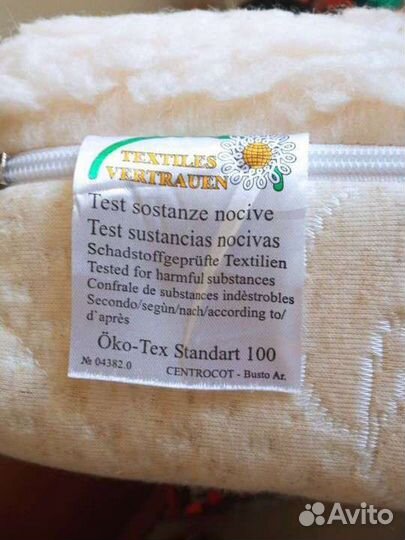 TEXTILES
VERTRAUEN
Test sostanze nocive
Test sustancias nocivas
Schadstoffgeprüfte Textilien
Tested for harmful substances
Confrale de substances indèstrobles
Secondo/segùn/nach/according to/
d`après
Öko-Tex Standart 100
№ 04382.0 CENTROCOT - Busto Ar.
Avito